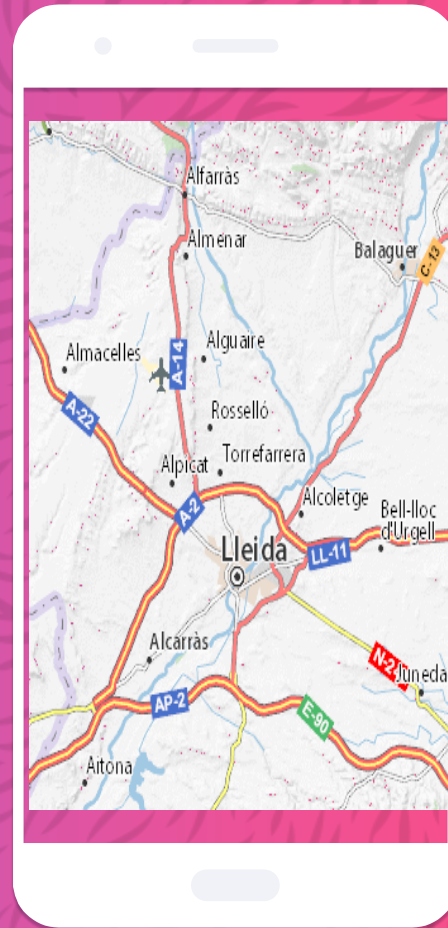 Alfarràs
Almenar
Balaguer
C-13
Alguaire
Almacelles
A-14
A-22
Rosselló
Torrefarrera
Alpicat
Alcoletge
A-2
Bell-lloc
d'Urgell
Lleida
LL-11
Alcarràs
N-2
Juneda
AP-2
E-90
Aitona